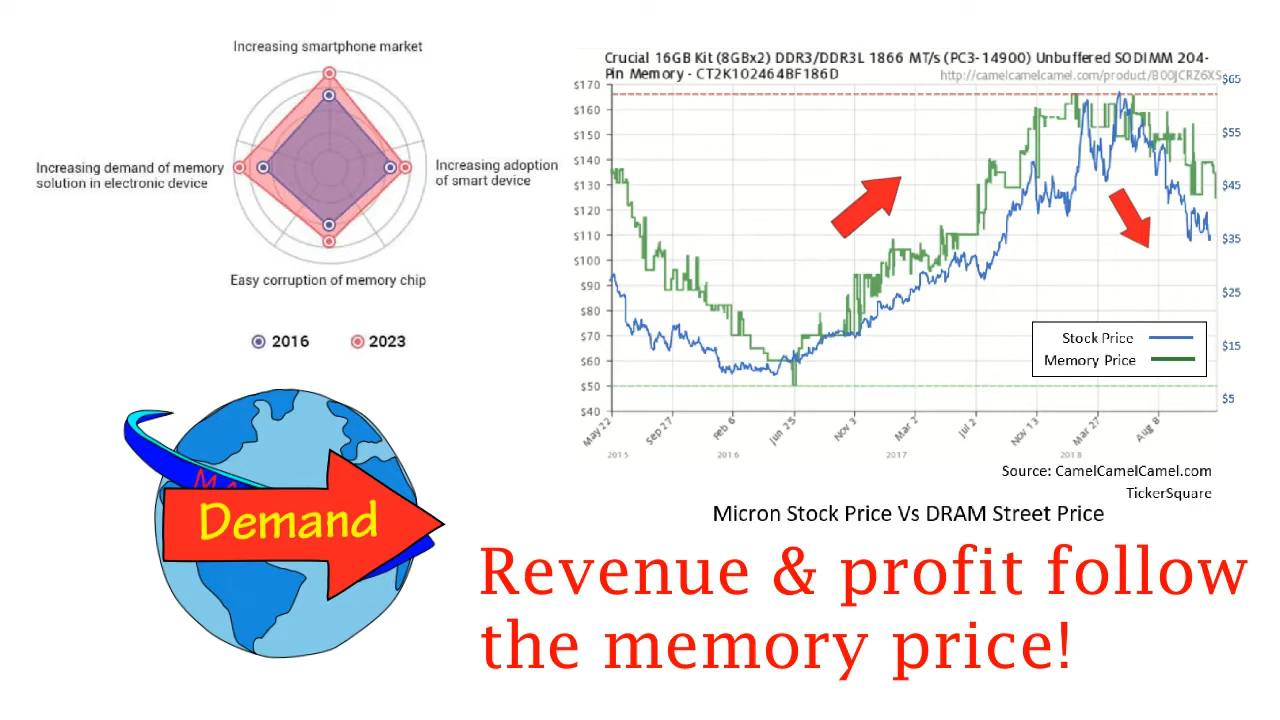 Increasing smartphone market
Increasing demand of memory
solution in electronic device
Increasing adoption
of smart device
Easy corruption of memory chip
2016
2023
Crucial 16GB Kit (8GBx2) DDR3/DDR3L 1866 MT/s (PC3-14900) Unbuffered SODIMM 204-
Pin Memory - CT2K102464BF186D
http://camelcamelcamel.com/product/B00JCRZ6XS
$170
$160
$150
$140
$130
$120
$110
$100
$90
$80
$70
$60
$50
$40
$65
$55
$45
$35
$25
$15
$5
Stock Price
Memory Price
May 22
Sep 27
Feb 6
Jun 25
Nov 3
Mar 2
Jul 2
Nov 13
Mar 27
Aug 8
2015
2016
2017
2018
Source: CamelCamelCamel.com
TickerSquare
Micron Stock Price Vs DRAM Street Price
Demand
Revenue & profit follow
the memory price!